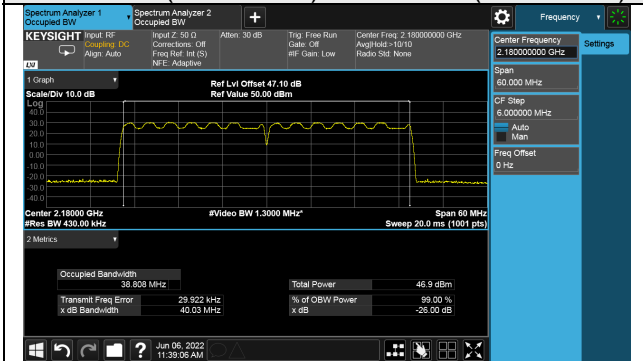 Spectrum Analyzer 1
Occupied BW
Spectrum Analyzer 2
Occupied BW
Frequency
KEYSIGHT
LXI
Input: RF
Coupling: DC
Align: Auto
Input Z: 50 Ω
Corrections: Off
Freq Ref: Int (S)
NFE: Adaptive
Atten: 30 dB
Trig: Free Run
Gate: Off
#IF Gain: Low
Center Freq: 2.180000000 GHz
Avg|Hold:>10/10
Radio Std: None
Center Frequency
2.180000000 GHz
Settings
Span
60.000 MHz
CF Step
6.000000 MHz
Auto
Man
Freq Offset
0 Hz
1 Graph
Scale/Div 10.0 dB
Ref Lvl Offset 47.10 dB
Ref Value 50.00 dBm
Log
40.0
30.0
20.0
10.0
0.00
-10.0
-20.0
-30.0
-40.0
Center 2.18000 GHz
#Video BW 1.3000 MHz*
Span 60 MHz
#Res BW 430.00 kHz
Sweep 20.0 ms (1001 pts)
2 Metrics
Occupied Bandwidth
38.808 MHz
Total Power 46.9 dBm
Transmit Freq Error 29.922 kHz
% of OBW Power 99.00 %
x dB Bandwidth 40.03 MHz
x dB -26.00 dB
?
Jun 06, 2022
11:39:06 AM